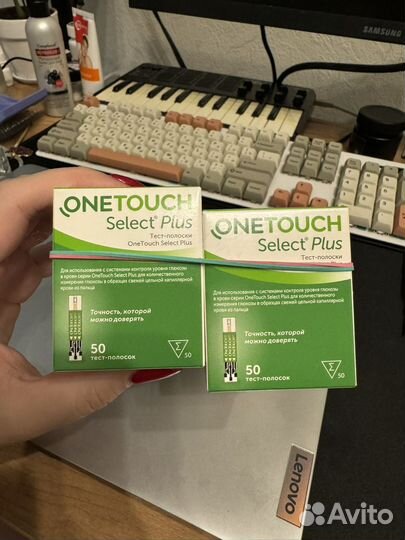 SAMSUNG
ONETOUCH
Select® Plus
Тест-полоски
OneTouch Select Plus
Для использования с системами контроля уровня глюкозы
в крови серии OneTouch Select Plus для количественного
измерения глюкозы в образцах свежей цельной капиллярной
крови из пальца
Точность, которой
можно доверять
50
тест-полосок
Σ
50
ONETOUCH
Select® Plus
Тест-полоски
Для использования с системами контроля уровня глюкозы
в крови серии OneTouch Select Plus для количественного
измерения глюкозы в образцах свежей цельной капиллярной
крови из пальца
Точность, которой
можно доверять
50
тест-полосок
Σ
50
Lenovo
Avito